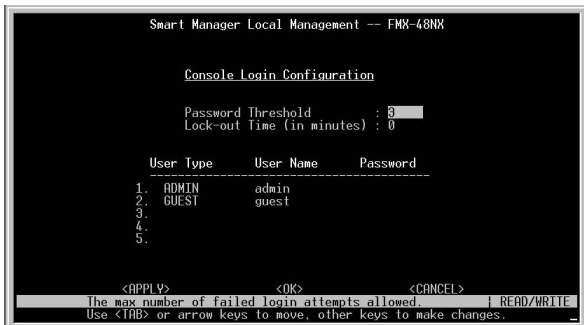 Smart Manager Local Management -- FMX-48NX
Console Login Configuration
Password Threshold : 3
Lock-out Time (in minutes) : 0
User Type User Name Password
-----------------------------------------
1. ADMIN admin
2. GUEST guest
3.
4.
5.
<APPLY> <OK> <CANCEL>
The max number of failed login attempts allowed. | READ/WRITE
Use <TAB> or arrow keys to move, other keys to make changes.